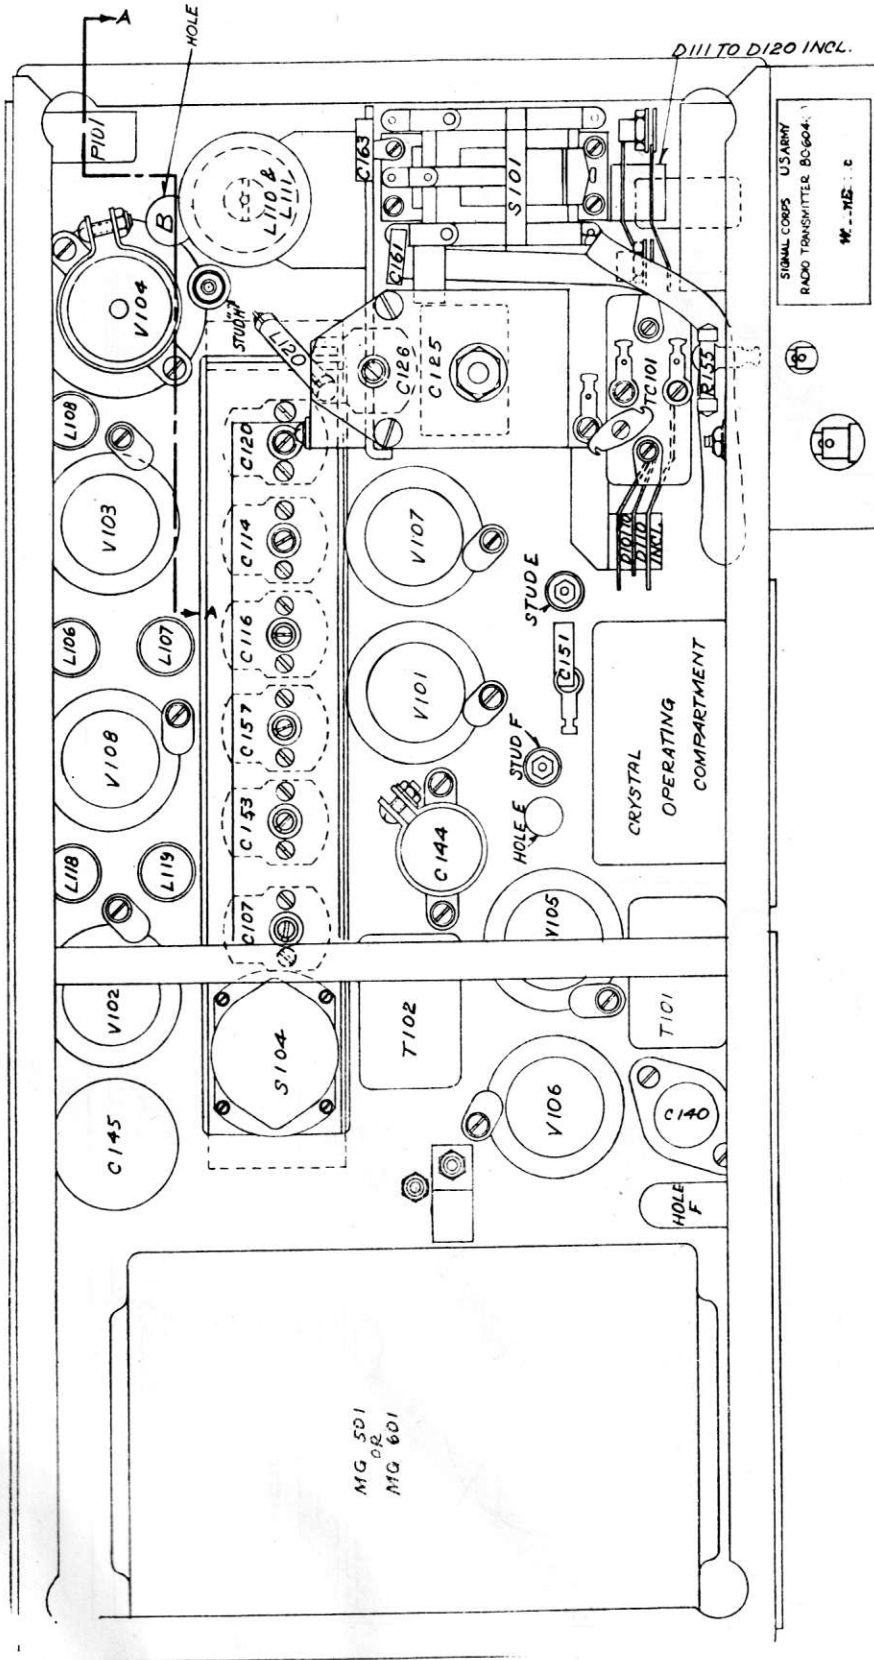 A
HOLE
D111 TO D120 INCL.
P101
B
L110 &
L111
C163
S101
SIGNAL CORPS U.S. ARMY
RADIO TRANSMITTER BC-604-
V104
STUD "H"
L120
C161
C126
C125
TC101
R155
L108
C120
V103
C114
V107
D101 TO
D110
INCL.
A
STUD E
L106
L107
C116
V101
C151
V108
C157
STUD F
CRYSTAL
OPERATING
COMPARTMENT
C153
C144
HOLE E
L118
L119
C107
V105
V102
S104
T102
T101
C145
V106
C140
HOLE
F
MG 501
OR
MG 601